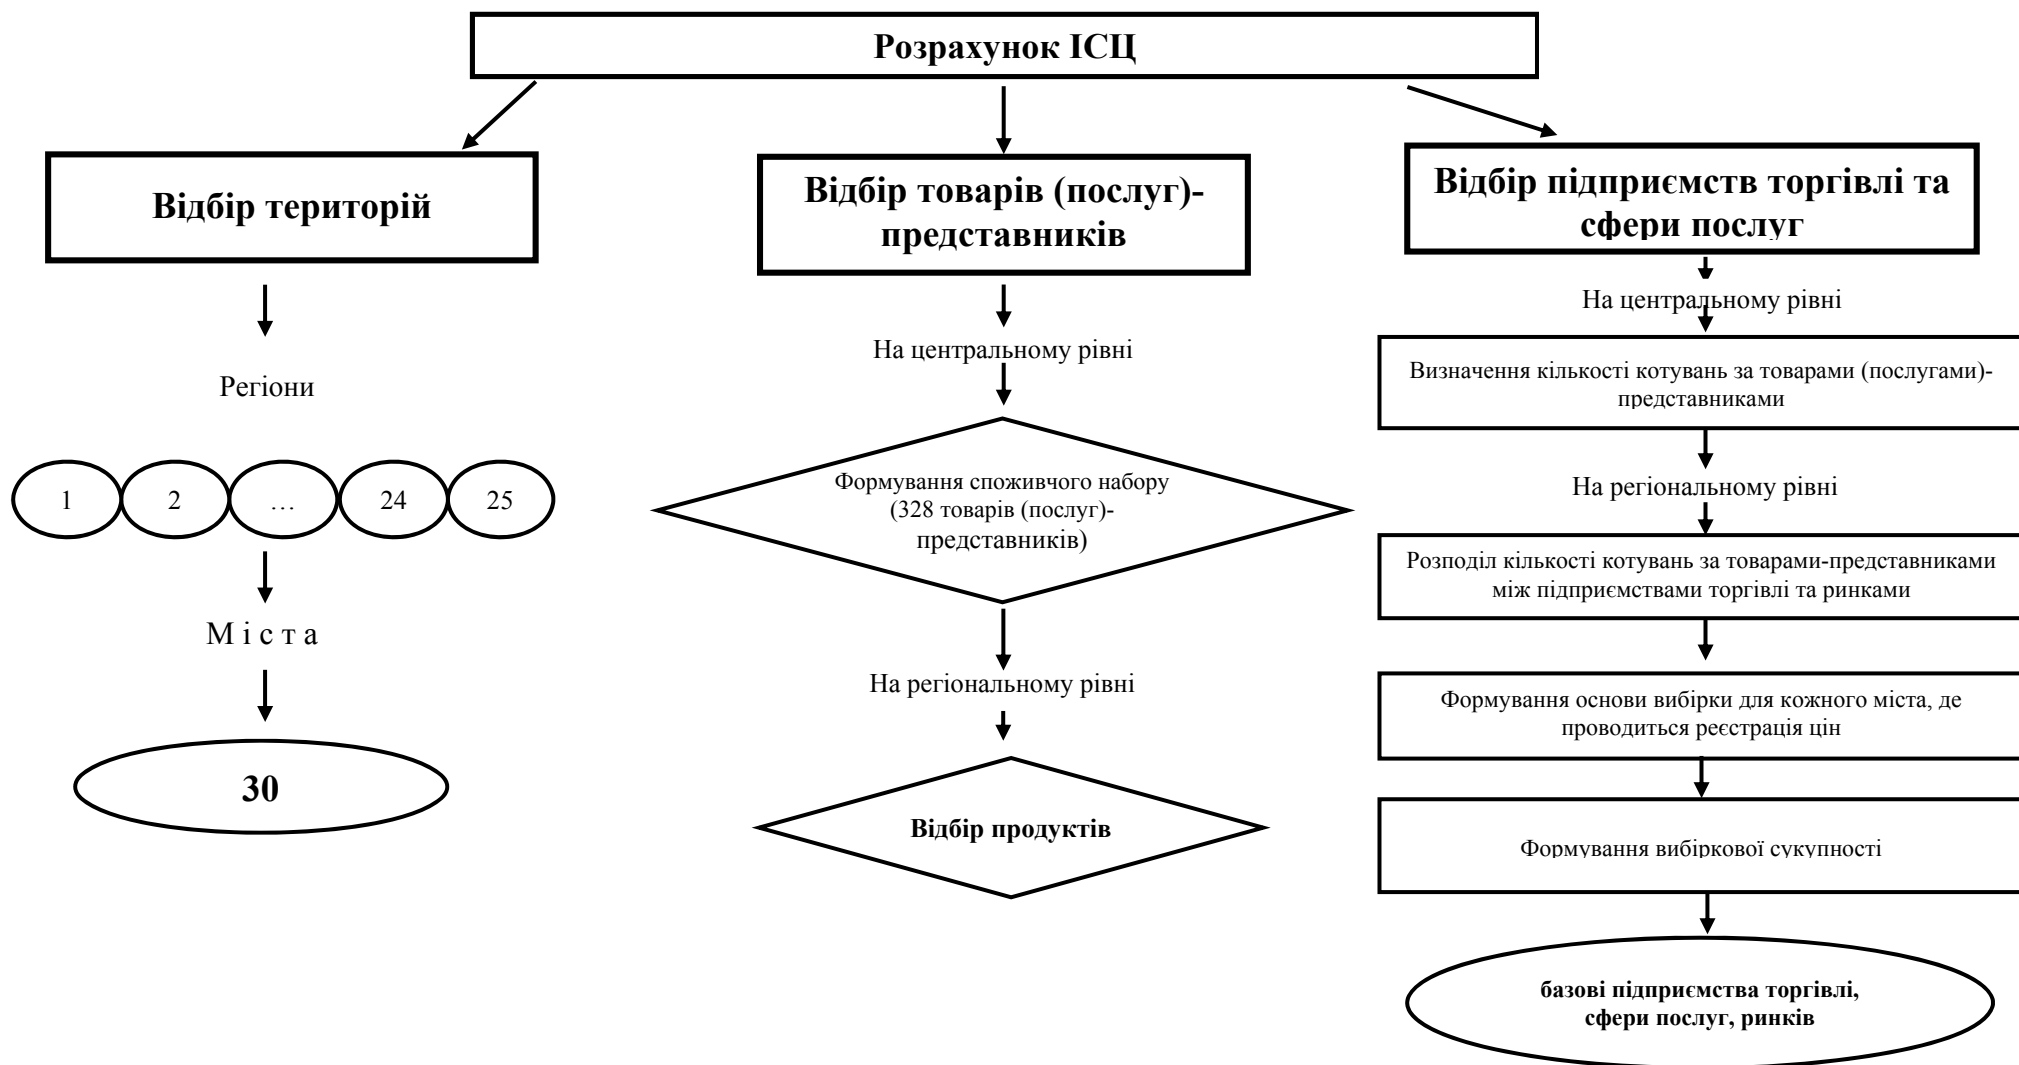 Розрахунок ІСЦ
Відбір територій
Регіони
1
2
…
24
25
М і с т а
30
Відбір товарів (послуг)-
представників
На центральному рівні
Формування споживчого набору
(328 товарів (послуг)-
представників)
На регіональному рівні
Відбір продуктів
Відбір підприємств торгівлі та
сфери послуг
На центральному рівні
Визначення кількості котувань за товарами (послугами)-
представниками
На регіональному рівні
Розподіл кількості котувань за товарами-представниками
між підприємствами торгівлі та ринками
Формування основи вибірки для кожного міста, де
проводиться реєстрація цін
Формування вибіркової сукупності
базові підприємства торгівлі,
сфери послуг, ринків